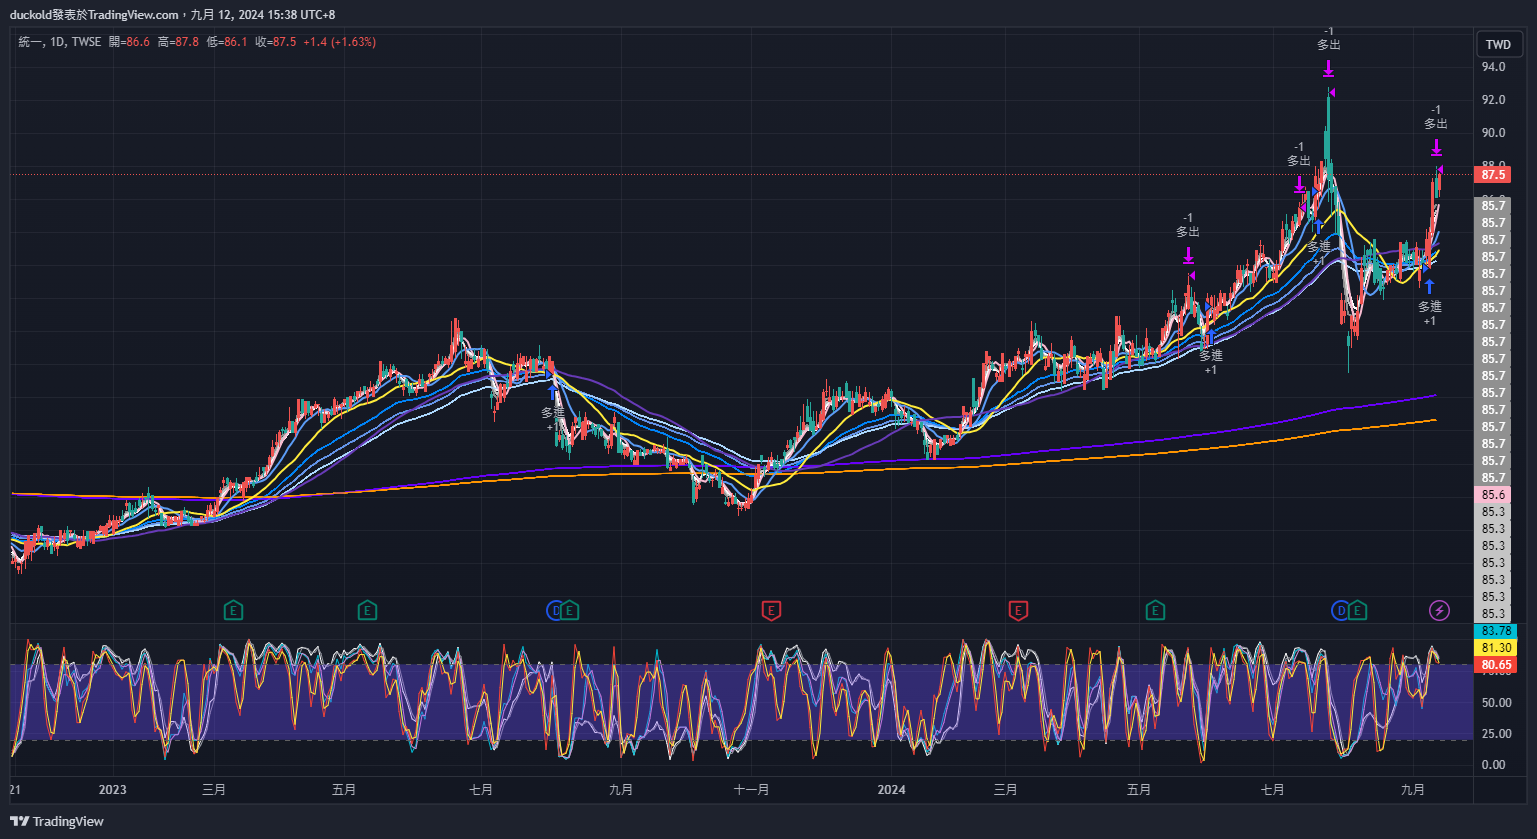 duckold發表於TradingView.com，九月 12, 2024 15:38 UTC+8
統一, 1D, TWSE 開=86.6 高=87.8 低=86.1 收=87.5 +1.4 (+1.63%)
TWD
-1
多出
94.0
92.0
-1
多出
90.0
-1
多出
88.0
87.5
85.7
-1
多出
85.7
85.7
多進
+1
85.7
85.7
85.7
多進
+1
85.7
85.7
85.7
多進
+1
85.7
85.7
85.7
多進
+1
85.7
85.7
85.7
85.7
85.7
85.6
85.3
85.3
85.3
85.3
85.3
85.3
85.3
E
E
D
E
E
E
E
D
E
83.78
81.30
80.65
50.00
25.00
0.00
21
2023
三月
五月
七月
九月
十一月
2024
三月
五月
七月
九月
TradingView